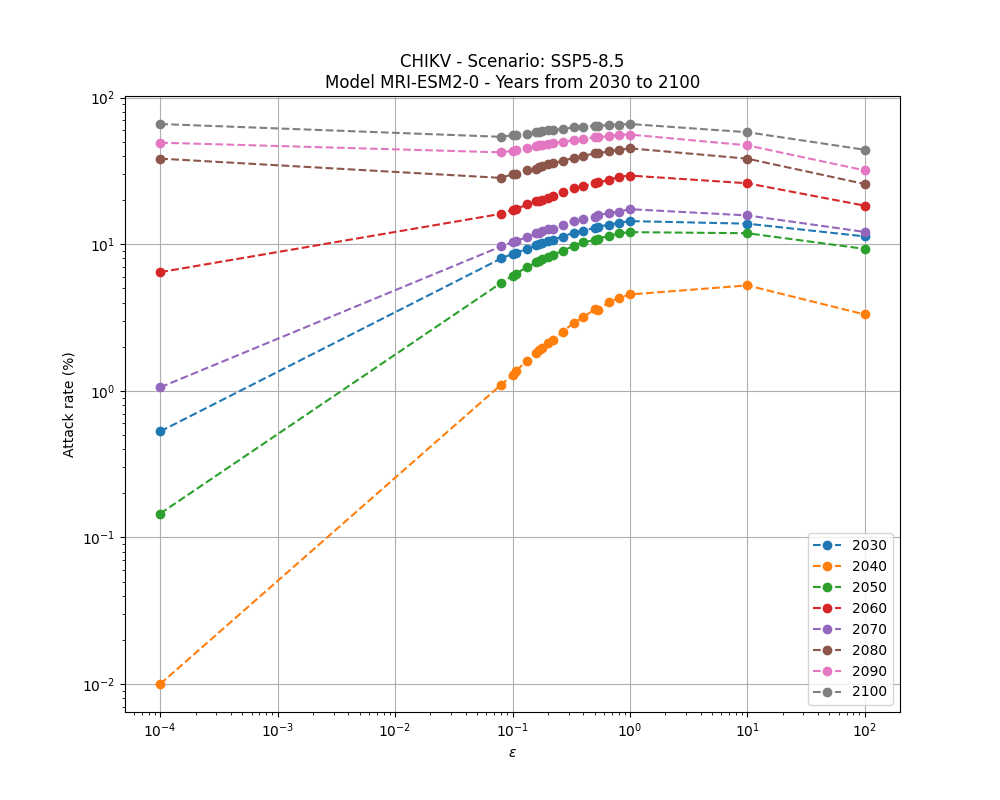 CHIKV - Scenario: SSP5-8.5
Model MRI-ESM2-0 - Years from 2030 to 2100
Attack rate (%)
10²
10¹
10⁰
10⁻¹
10⁻²
10⁻⁴ 10⁻³ 10⁻² 10⁻¹ 10⁰ 10¹ 10²
ε
2030
2040
2050
2060
2070
2080
2090
2100